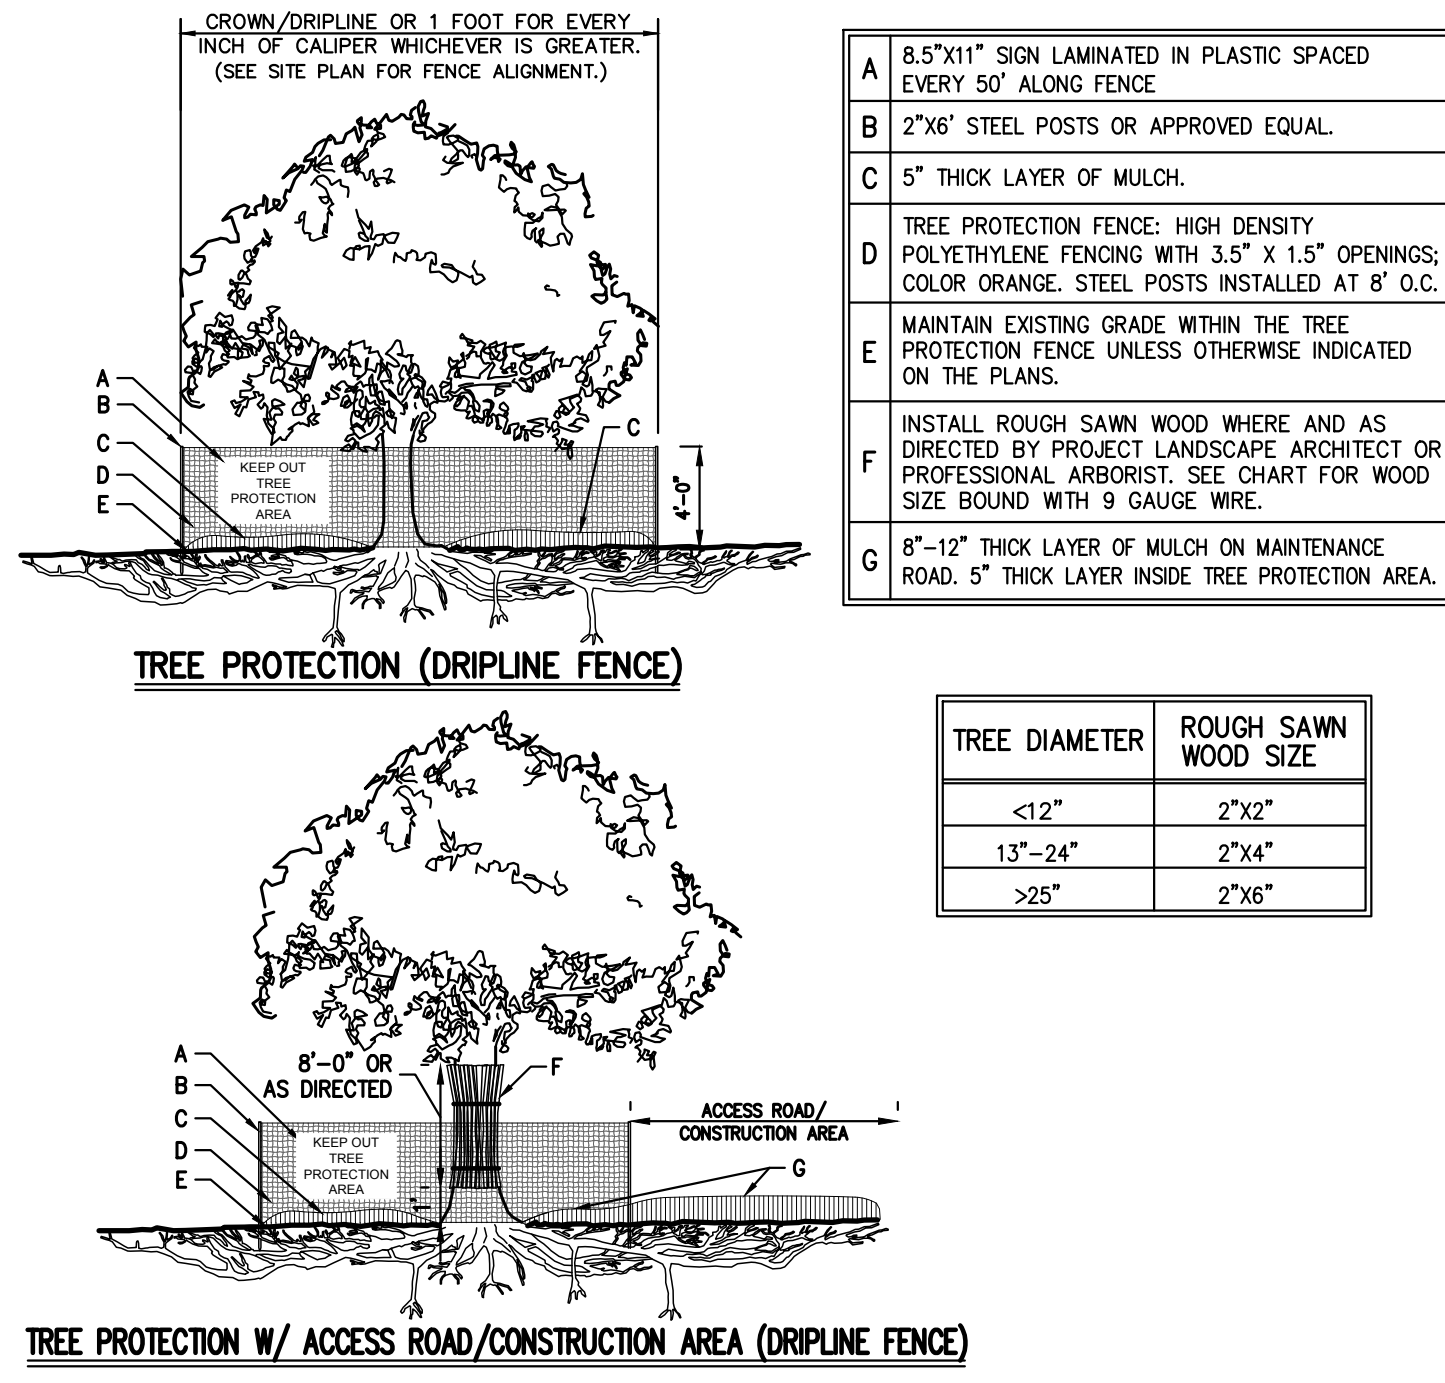 CROWN/DRIPLINE OR 1 FOOT FOR EVERY
INCH OF CALIPER WHICHEVER IS GREATER.
(SEE SITE PLAN FOR FENCE ALIGNMENT.)
A
B
C
D
E
KEEP OUT
TREE
PROTECTION
AREA
C
4'-0"
TREE PROTECTION (DRIPLINE FENCE)
A 8.5"X11" SIGN LAMINATED IN PLASTIC SPACED
EVERY 50' ALONG FENCE
B 2"X6' STEEL POSTS OR APPROVED EQUAL.
C 5" THICK LAYER OF MULCH.
D TREE PROTECTION FENCE: HIGH DENSITY
POLYETHYLENE FENCING WITH 3.5" X 1.5" OPENINGS;
COLOR ORANGE. STEEL POSTS INSTALLED AT 8' O.C.
E MAINTAIN EXISTING GRADE WITHIN THE TREE
PROTECTION FENCE UNLESS OTHERWISE INDICATED
ON THE PLANS.
F INSTALL ROUGH SAWN WOOD WHERE AND AS
DIRECTED BY PROJECT LANDSCAPE ARCHITECT OR
PROFESSIONAL ARBORIST. SEE CHART FOR WOOD
SIZE BOUND WITH 9 GAUGE WIRE.
G 8"-12" THICK LAYER OF MULCH ON MAINTENANCE
ROAD. 5" THICK LAYER INSIDE TREE PROTECTION AREA.
TREE DIAMETER ROUGH SAWN
WOOD SIZE
<12" 2"X2"
13"-24" 2"X4"
>25" 2"X6"
A
B
C
D
E
8'-0" OR
AS DIRECTED
F
KEEP OUT
TREE
PROTECTION
AREA
1'
ACCESS ROAD/
CONSTRUCTION AREA
G
TREE PROTECTION W/ ACCESS ROAD/CONSTRUCTION AREA (DRIPLINE FENCE)